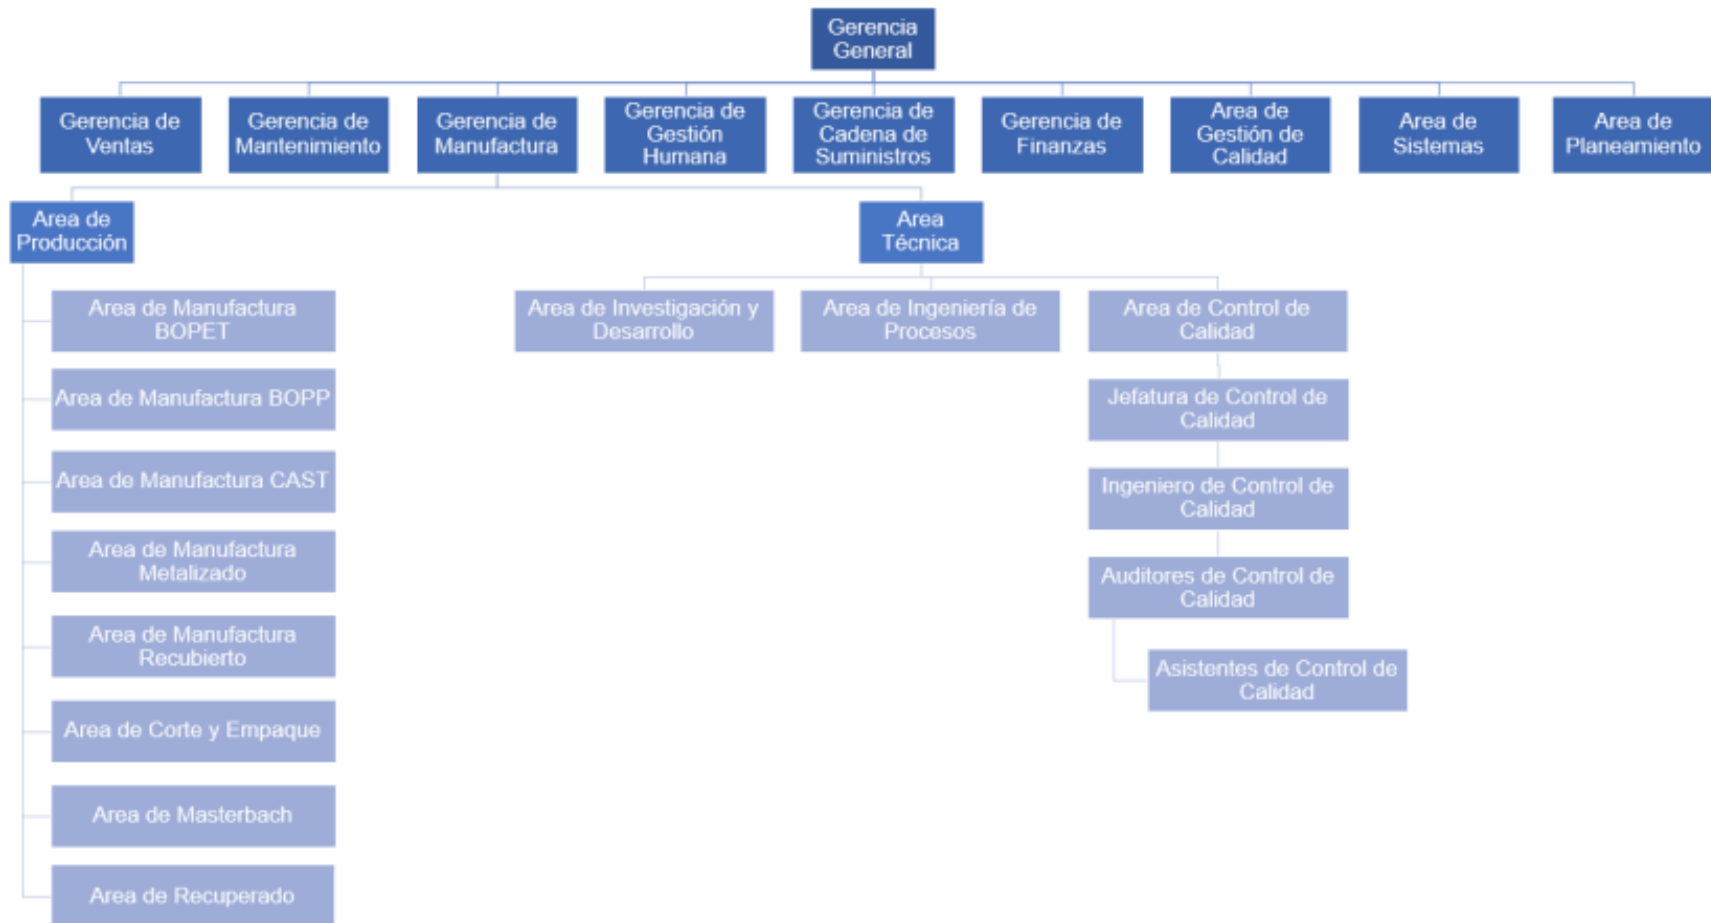 Gerencia
General
Gerencia de
Ventas
Gerencia de
Mantenimiento
Gerencia de
Manufactura
Gerencia de
Gestión
Humana
Gerencia de
Cadena de
Suministros
Gerencia de
Finanzas
Area de
Gestión de
Calidad
Area de
Sistemas
Area de
Planeamiento
Area de
Producción
Area
Técnica
Area de Manufactura
BOPET
Area de Manufactura BOPP
Area de Manufactura CAST
Area de Manufactura
Metalizado
Area de Manufactura
Recubierto
Area de Corte y Empaque
Area de Masterbach
Area de Recuperado
Area de Investigación y
Desarrollo
Area de Ingeniería de
Procesos
Area de Control de
Calidad
Jefatura de Control de
Calidad
Ingeniero de Control de
Calidad
Auditores de Control de
Calidad
Asistentes de Control de
Calidad